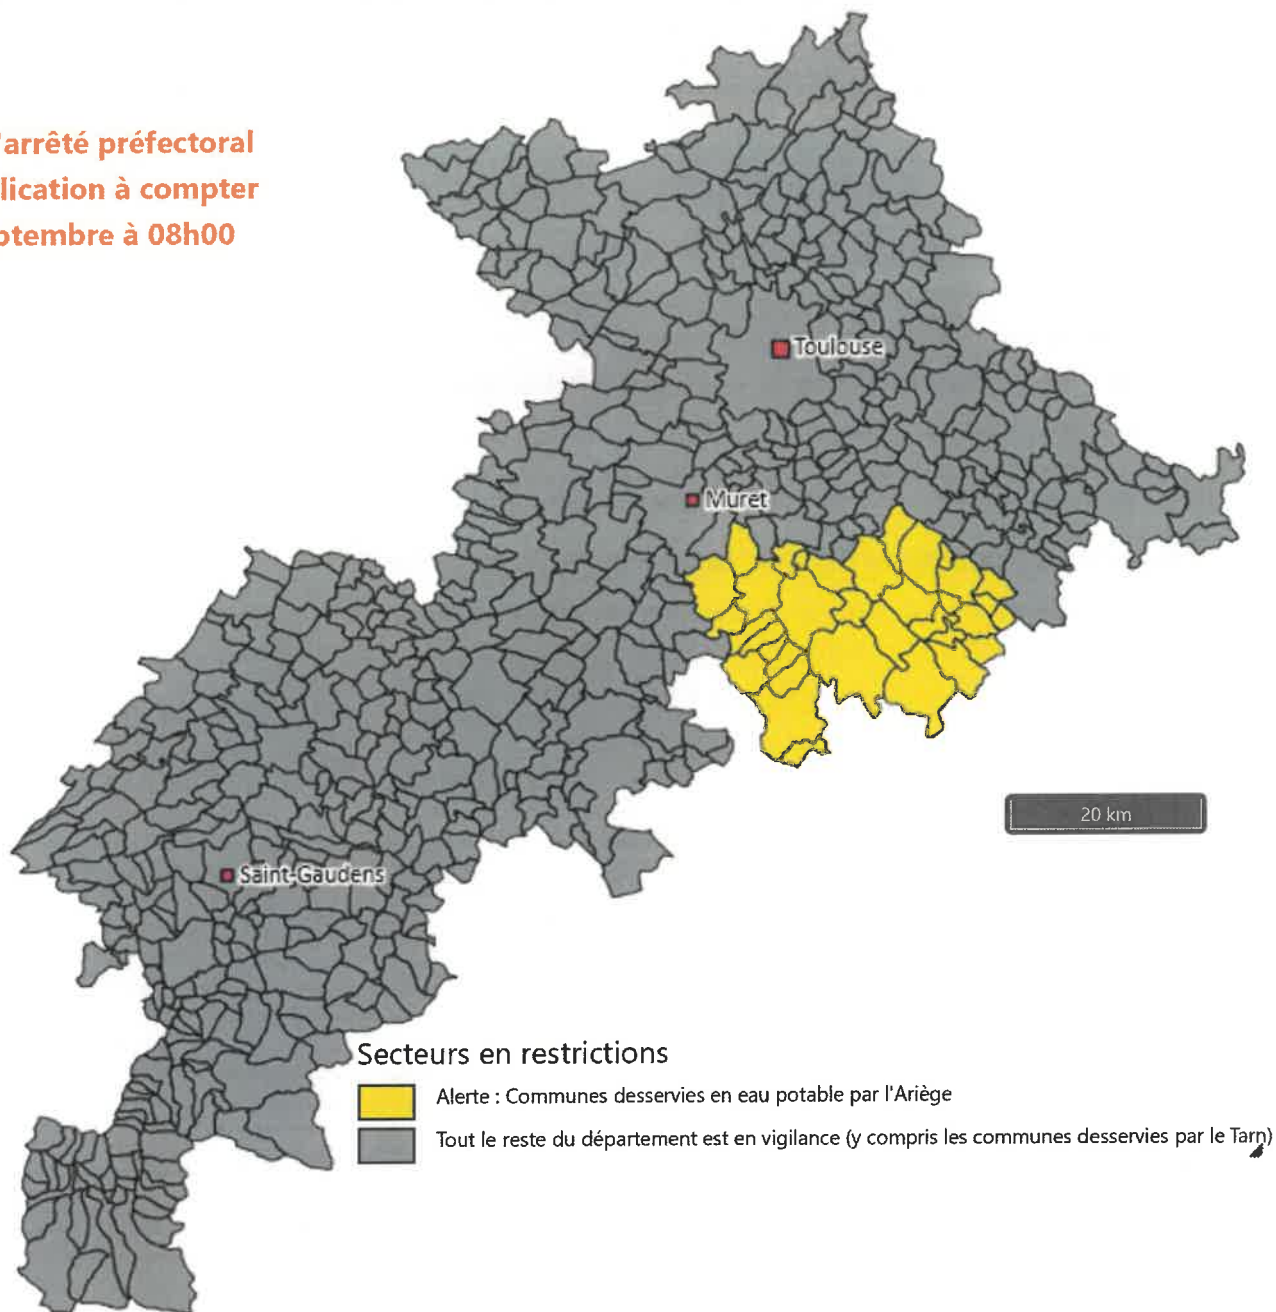 'arrêté préfectoral
lication à compter
ptembre à 08h00
Toulouse
Muret
20 km
Saint-Gaudens
Secteurs en restrictions
Alerte : Communes desservies en eau potable par l'Ariège
Tout le reste du département est en vigilance (y compris les communes desservies par le Tarn)